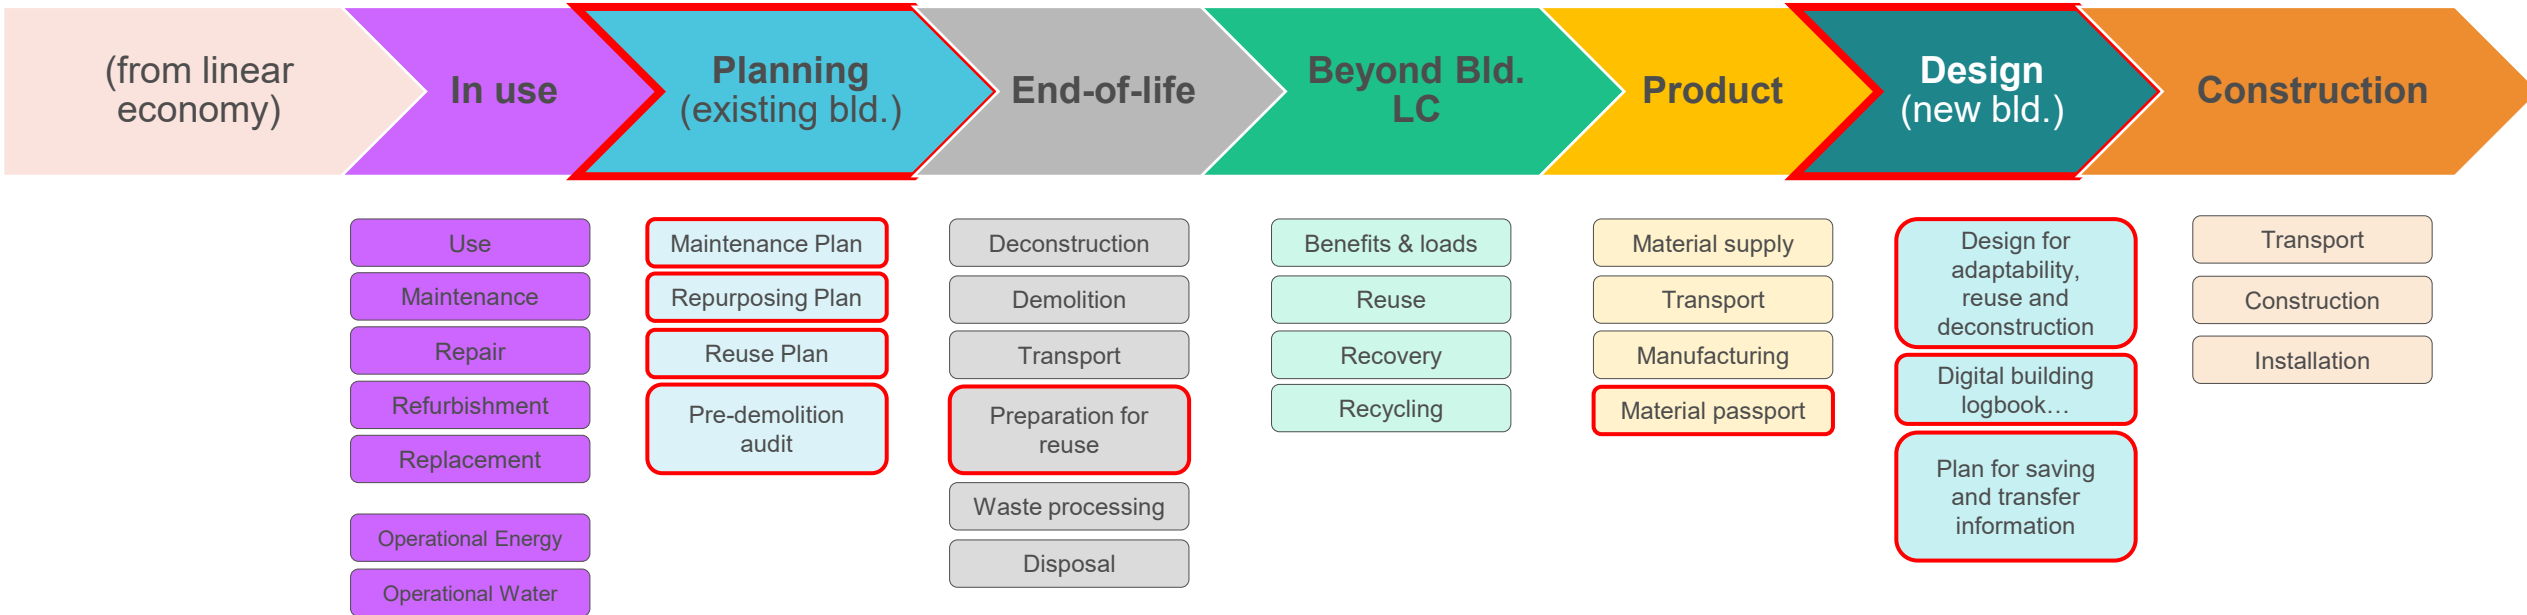 (from linear
economy)
In use
Planning
(existing bld.)
End-of-life
Beyond Bld.
LC
Product
Design
(new bld.)
Construction
Use
Maintenance
Repair
Refurbishment
Replacement
Operational Energy
Operational Water
Maintenance Plan
Repurposing Plan
Reuse Plan
Pre-demolition
audit
Deconstruction
Demolition
Transport
Preparation for
reuse
Waste processing
Disposal
Benefits & loads
Reuse
Recovery
Recycling
Material supply
Transport
Manufacturing
Material passport
Design for
adaptability,
reuse and
deconstruction
Digital building
logbook…
Plan for saving
and transfer
information
Transport
Construction
Installation